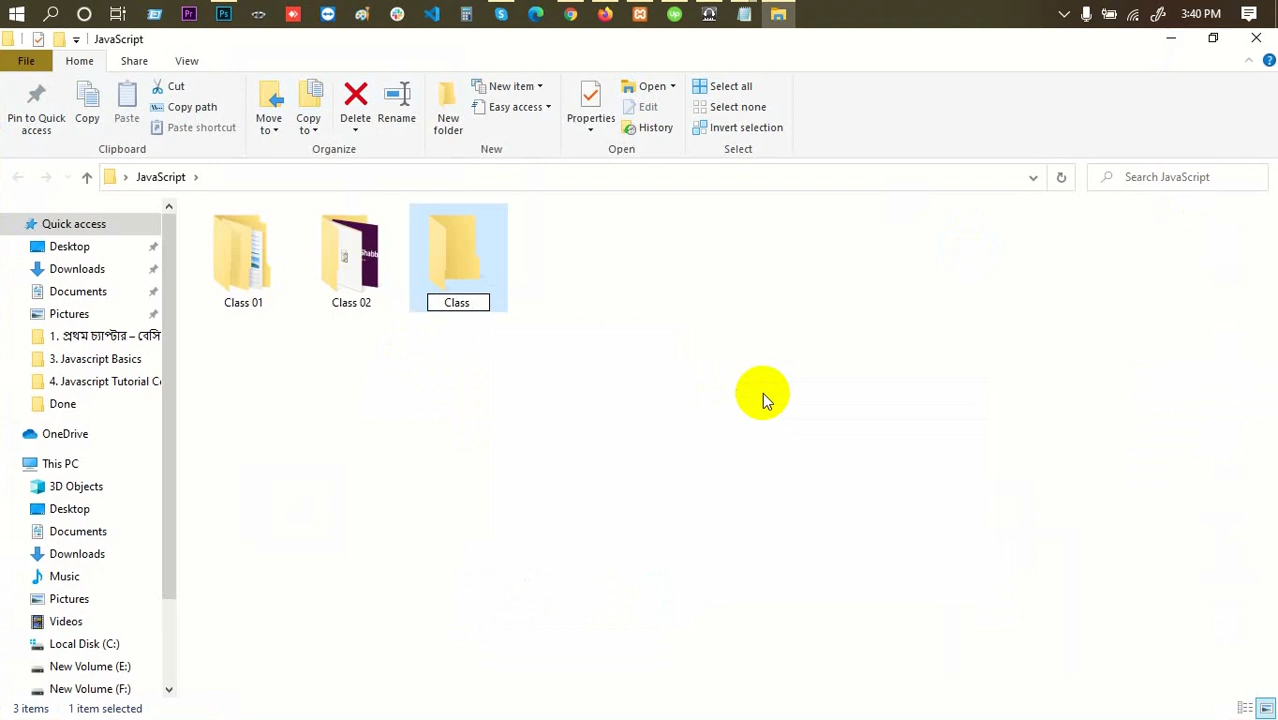 3:40 PM
JavaScript
File Home Share View
Pin to Quick access
Copy
Paste
Cut
Copy path
Paste shortcut
Clipboard
Move to
Copy to
Delete
Rename
Organize
New folder
New item
Easy access
New
Properties
Open
Edit
History
Open
Select all
Select none
Invert selection
Select
JavaScript
Search JavaScript
Quick access
Desktop
Downloads
Documents
Pictures
1. প্রথম চ্যাপ্টার – বেসি
3. Javascript Basics
4. Javascript Tutorial C
Done
OneDrive
This PC
3D Objects
Desktop
Documents
Downloads
Music
Pictures
Videos
Local Disk (C:)
New Volume (E:)
New Volume (F:)
Class 01
Class 02
Class
3 items 1 item selected